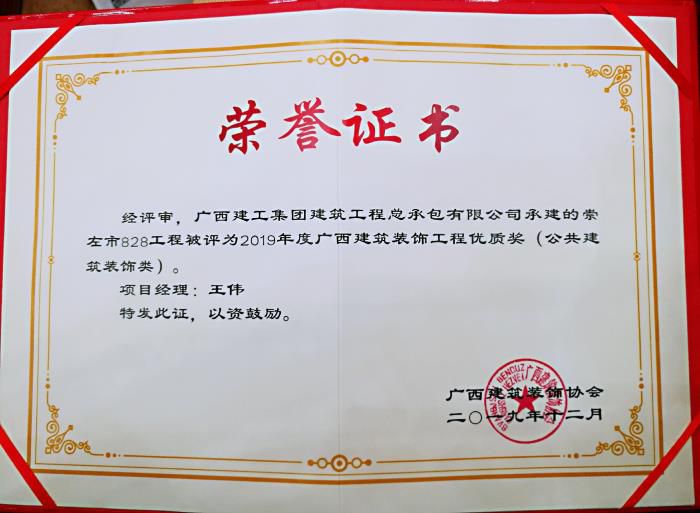 荣誉证书
经评审，广西建工集团建筑工程总承包有限公司承建的崇
左市828工程被评为2019年度广西建筑装饰工程优质奖（公共建
筑装饰类）。
项目经理：王伟
特发此证，以资鼓励。
广西建筑装饰协会
二〇一九年十二月